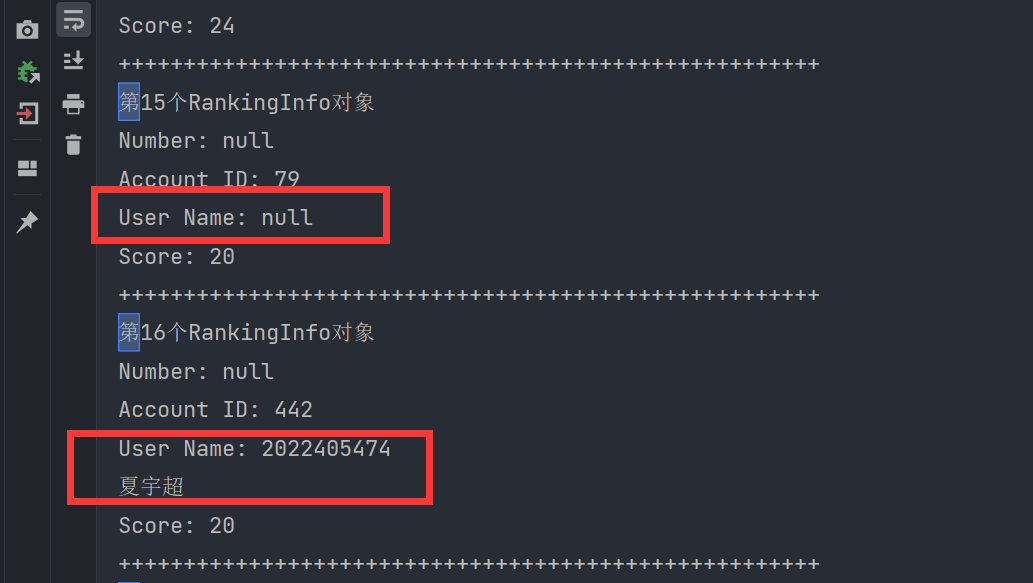 Score: 24
++++++++++++++++++++++++++++++++++++++++++++++++++++++
第15个RankingInfo对象
Number: null
Account ID: 79
User Name: null
Score: 20
++++++++++++++++++++++++++++++++++++++++++++++++++++++
第16个RankingInfo对象
Number: null
Account ID: 442
User Name: 2022405474
夏宇超
Score: 20
++++++++++++++++++++++++++++++++++++++++++++++++++++++